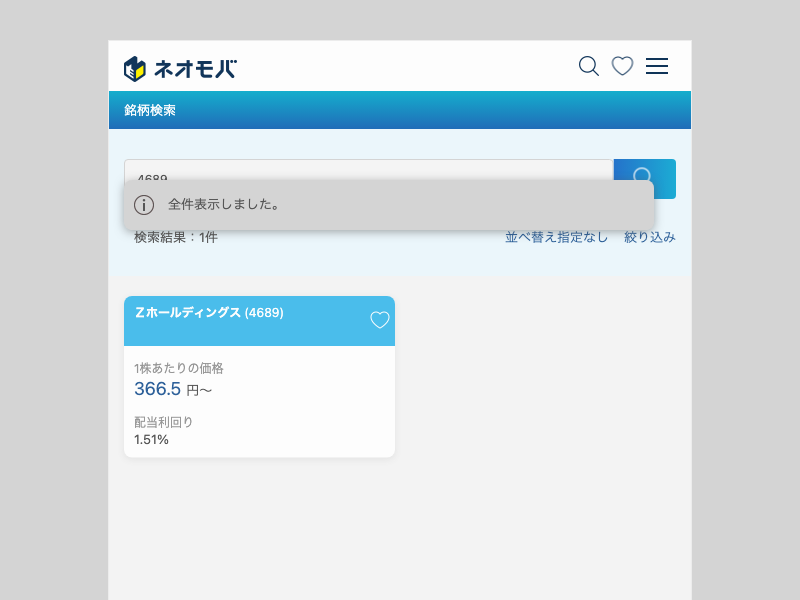 ネオモバ
銘柄検索
4689
全件表示しました。
検索結果：1件
並べ替え指定なし 絞り込み
Ｚホールディングス (4689)
1株あたりの価格
366.5 円～
配当利回り
1.51%